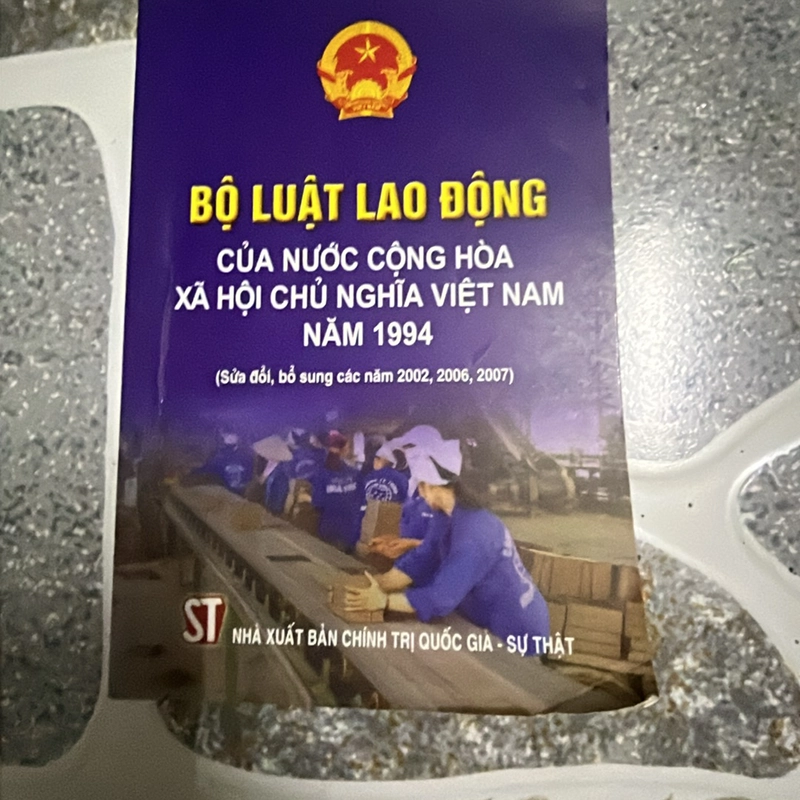 BỘ LUẬT LAO ĐỘNG
CỦA NƯỚC CỘNG HÒA
XÃ HỘI CHỦ NGHĨA VIỆT NAM
NĂM 1994
(Sửa đổi, bổ sung các năm 2002, 2006, 2007)
ST NHÀ XUẤT BẢN CHÍNH TRỊ QUỐC GIA - SỰ THẬT